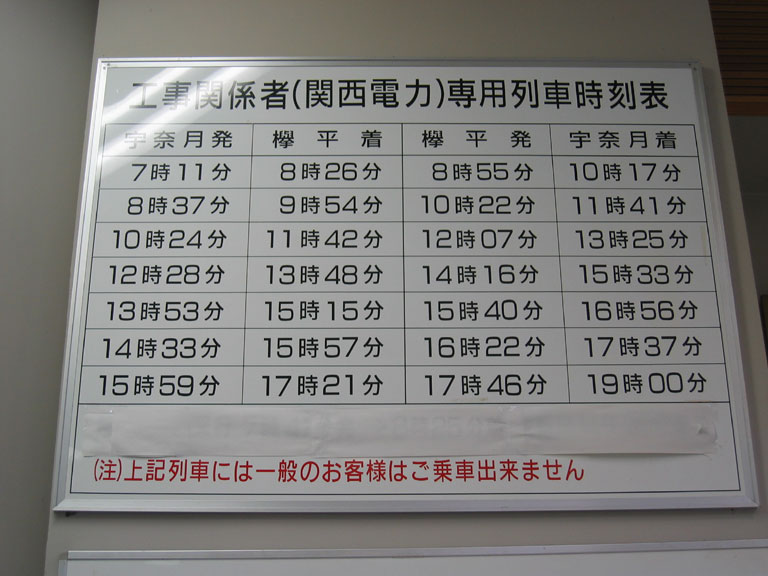 工事関係者(関西電力)専用列車時刻表
宇奈月発 欅平着 欅平発 宇奈月着
7時11分 8時26分 8時55分 10時17分
8時37分 9時54分 10時22分 11時41分
10時24分 11時42分 12時07分 13時25分
12時28分 13時48分 14時16分 15時33分
13時53分 15時15分 15時40分 16時56分
14時33分 15時57分 16時22分 17時37分
15時59分 17時21分 17時46分 19時00分
(注)上記列車には一般のお客様はご乗車出来ません